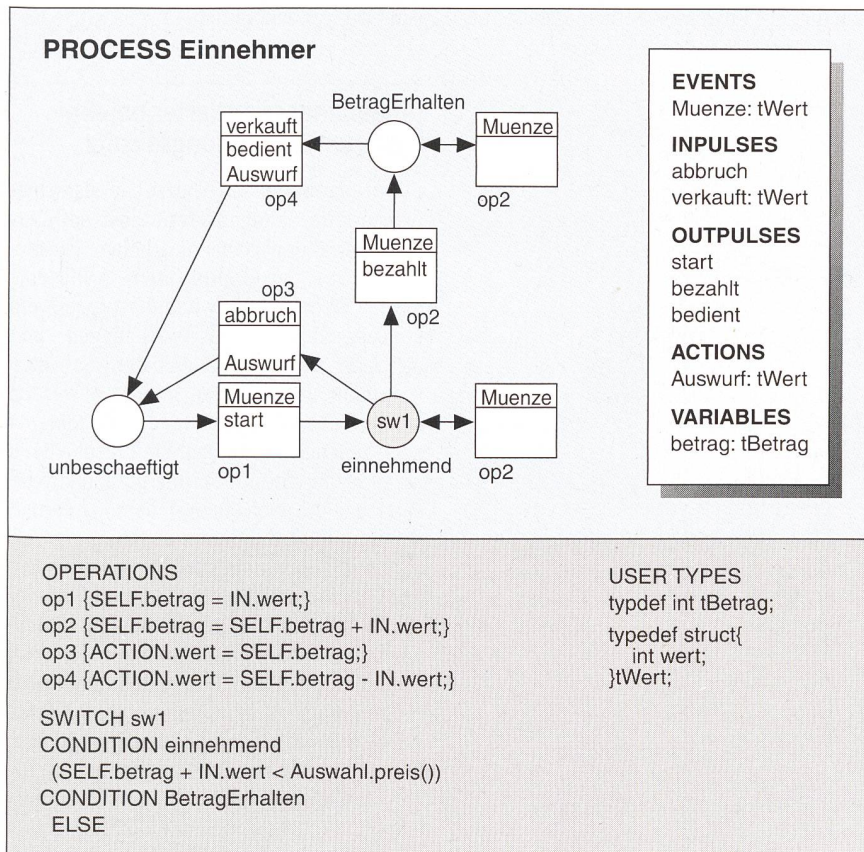 PROCESS Einnehmer
BetragErhalten
verkauft
bedient
Auswurf
op4
Muenze
op2
Muenze
bezahlt
op2
op3
abbruch
Auswurf
Muenze
start
op1
unbeschaeftigt
sw1
einnehmend
Muenze
op2
EVENTS
Muenze: tWert
INPULSES
abbruch
verkauft: tWert
OUTPULSES
start
bezahlt
bedient
ACTIONS
Auswurf: tWert
VARIABLES
betrag: tBetrag
OPERATIONS
op1 {SELF.betrag = IN.wert;}
op2 {SELF.betrag = SELF.betrag + IN.wert;}
op3 {ACTION.wert = SELF.betrag;}
op4 {ACTION.wert = SELF.betrag - IN.wert;}
SWITCH sw1
CONDITION einnehmend
(SELF.betrag + IN.wert < Auswahl.preis())
CONDITION BetragErhalten
ELSE
USER TYPES
typdef int tBetrag;
typedef struct{
int wert;
}tWert;